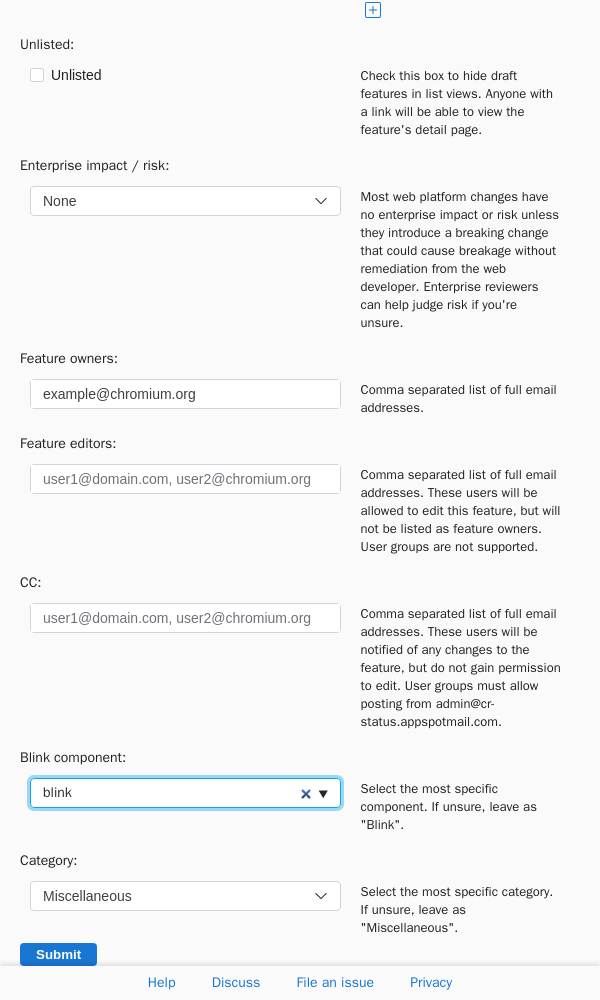 Unlisted:
Unlisted
Check this box to hide draft
features in list views. Anyone with
a link will be able to view the
feature's detail page.
Enterprise impact / risk:
None
Most web platform changes have
no enterprise impact or risk unless
they introduce a breaking change
that could cause breakage without
remediation from the web
developer. Enterprise reviewers
can help judge risk if you're
unsure.
Feature owners:
example@chromium.org
Comma separated list of full email
addresses.
Feature editors:
user1@domain.com, user2@chromium.org
Comma separated list of full email
addresses. These users will be
allowed to edit this feature, but will
not be listed as feature owners.
User groups are not supported.
CC:
user1@domain.com, user2@chromium.org
Comma separated list of full email
addresses. These users will be
notified of any changes to the
feature, but do not gain permission
to edit. User groups must allow
posting from admin@cr-
status.appspotmail.com.
Blink component:
blink
Select the most specific
component. If unsure, leave as
"Blink".
Category:
Miscellaneous
Select the most specific category.
If unsure, leave as
"Miscellaneous".
Submit
Help Discuss File an issue Privacy